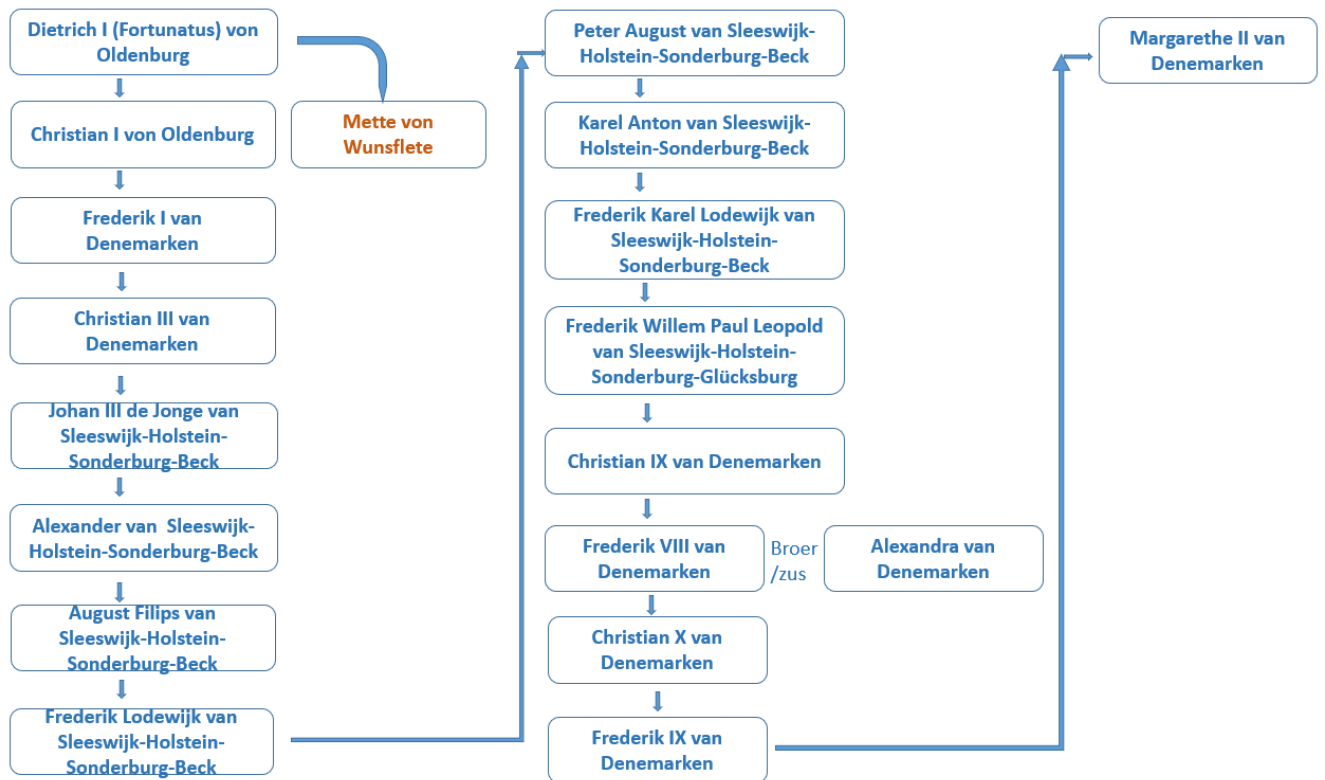 Dietrich I (Fortunatus) von
Oldenburg
Christian I von Oldenburg
Mette von
Wunsflete
Frederik I van
Denemarken
Christian III van
Denemarken
Johan III de Jonge van
Sleeswijk-Holstein-
Sonderburg-Beck
Alexander van Sleeswijk-
Holstein-Sonderburg-Beck
August Filips van
Sleeswijk-Holstein-
Sonderburg-Beck
Frederik Lodewijk van
Sleeswijk-Holstein-
Sonderburg-Beck
Peter August van Sleeswijk-
Holstein-Sonderburg-Beck
Karel Anton van Sleeswijk-
Holstein-Sonderburg-Beck
Frederik Karel Lodewijk van
Sleeswijk-Holstein-
Sonderburg-Beck
Frederik Willem Paul Leopold
van Sleeswijk-Holstein-
Sonderburg-Glücksburg
Christian IX van Denemarken
Frederik VIII van
Denemarken
Broer
/zus
Alexandra van
Denemarken
Christian X van
Denemarken
Frederik IX van
Denemarken
Margarethe II van
Denemarken